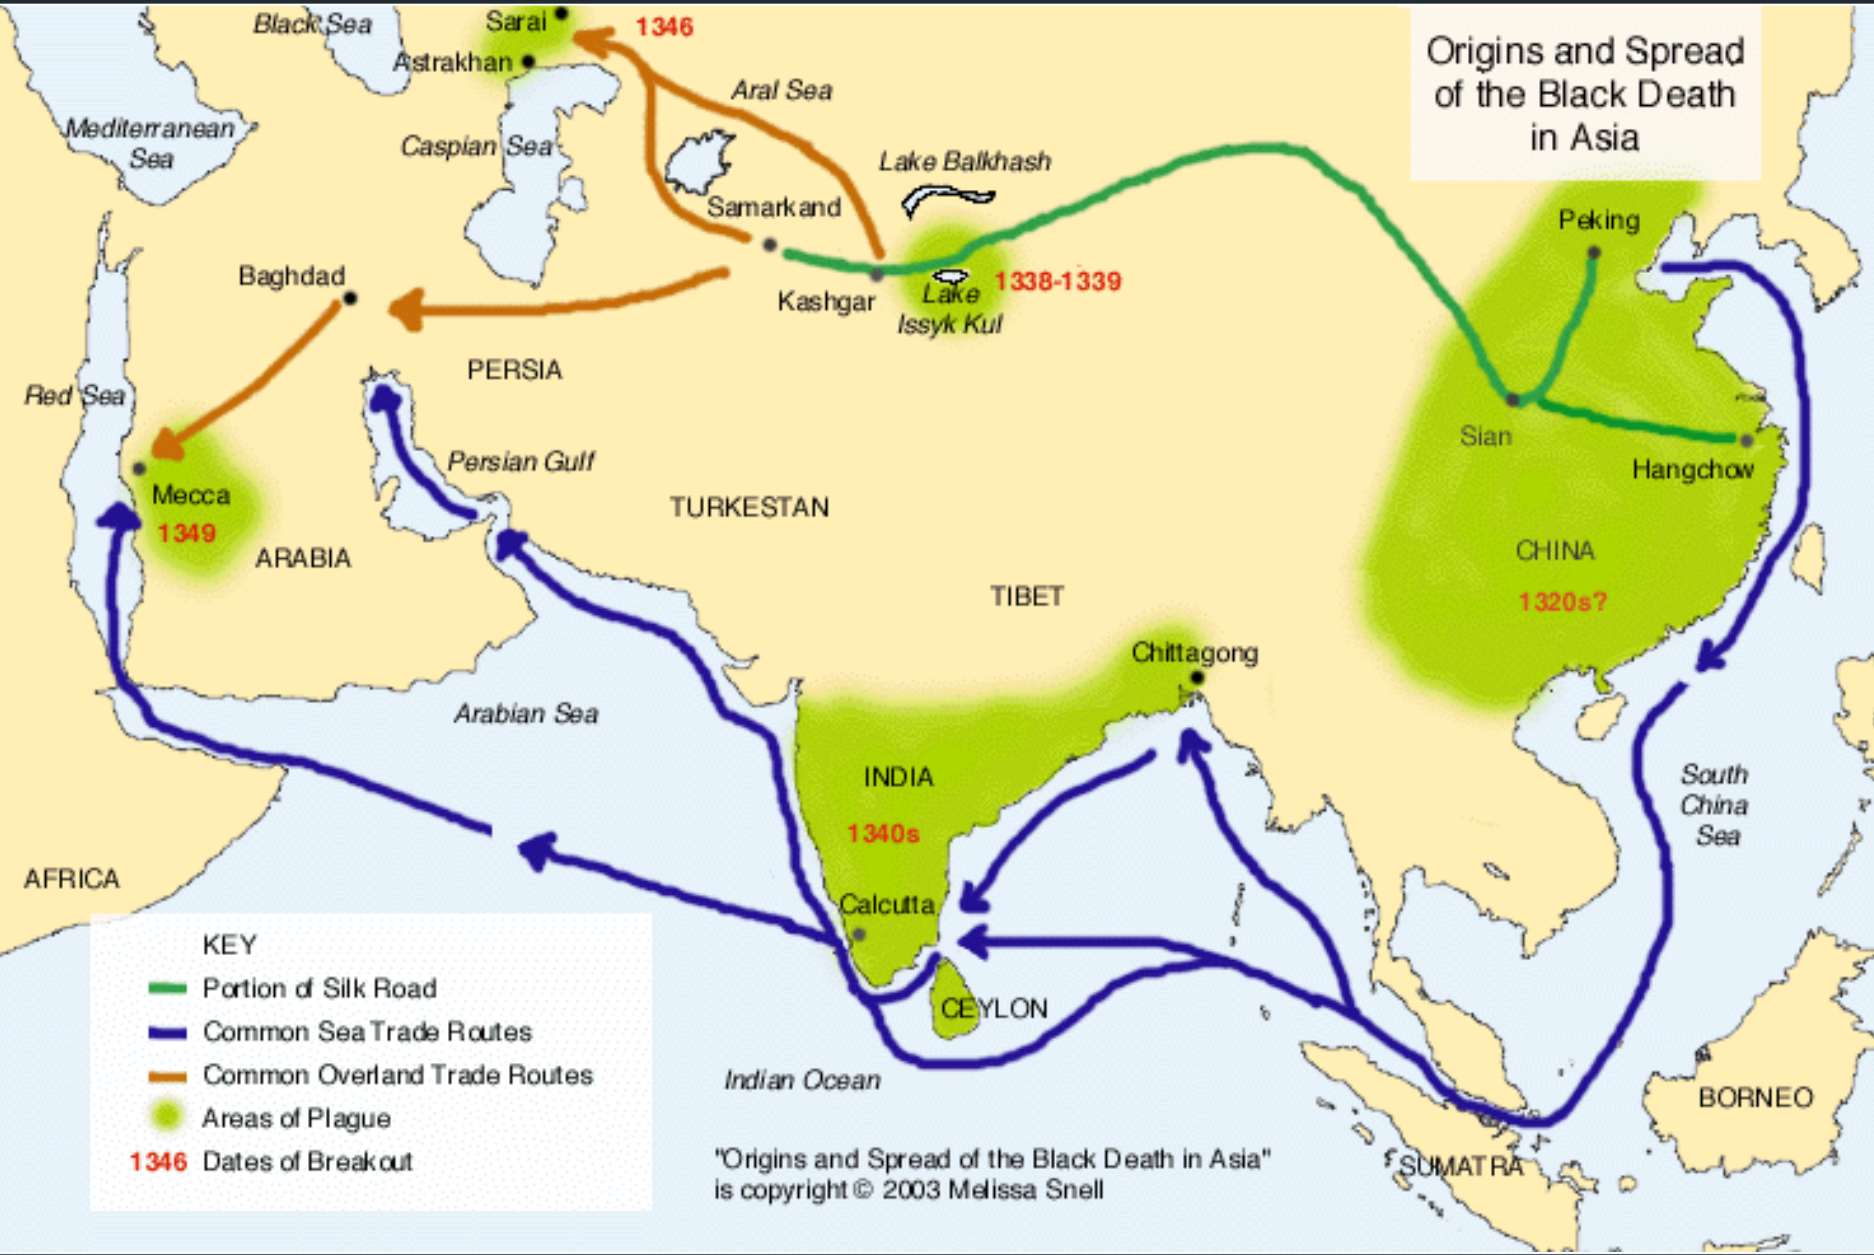 Origins and Spread
of the Black Death
in Asia
Black Sea
Sarai
1346
Astrakhan
Aral Sea
Mediterranean
Sea
Caspian Sea
Lake Balkhash
Samarkand
Peking
Baghdad
Kashgar
1338-1339
Lake
Issyk Kul
PERSIA
Red Sea
Sian
Persian Gulf
Hangchow
Mecca
1349
TURKESTAN
ARABIA
CHINA
TIBET
1320s?
Chittagong
Arabian Sea
INDIA
South
China
Sea
1340s
AFRICA
Calcutta
CEYLON
KEY
Portion of Silk Road
Common Sea Trade Routes
Common Overland Trade Routes
Areas of Plague
1346 Dates of Breakout
Indian Ocean
BORNEO
SUMATRA
"Origins and Spread of the Black Death in Asia"
is copyright © 2003 Melissa Snell